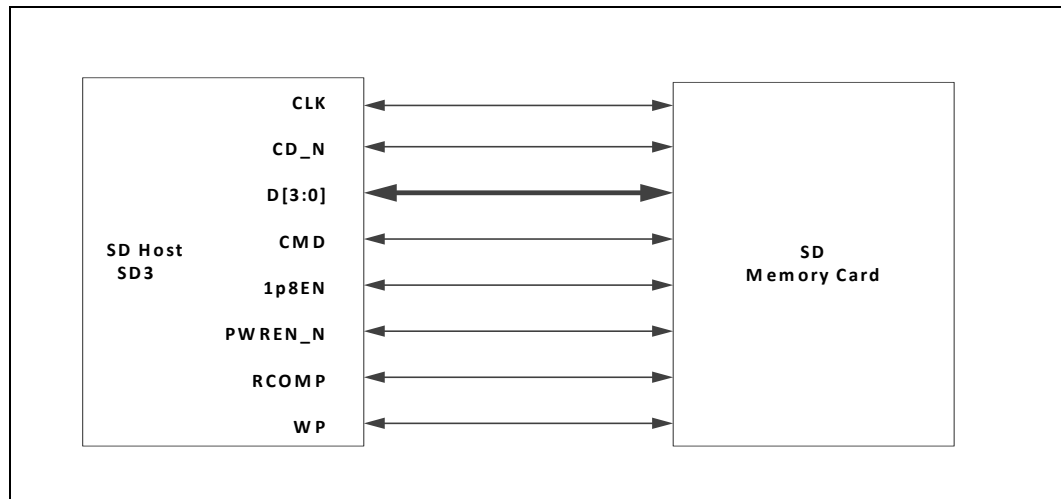 CLK
CD_N
D[3:0]
CMD
SD Host
SD3
1p8EN
PWREN_N
RCOMP
WP
SD
Memory Card